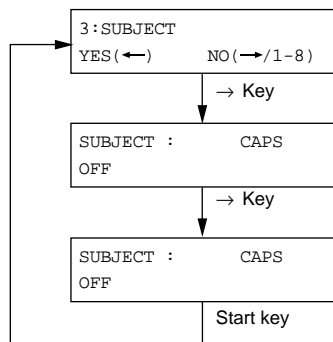 3:SUBJECT
YES(←) NO(→/1-8)
→ Key
SUBJECT : CAPS
OFF
→ Key
SUBJECT : CAPS
OFF
Start key